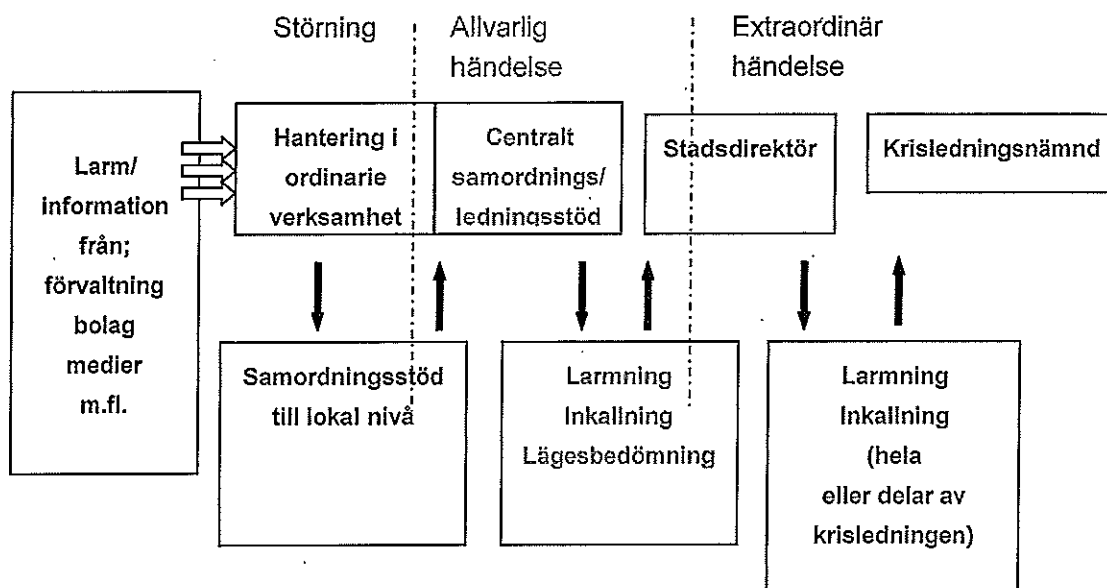 Störning
Allvarlig
händelse
Extraordinär
händelse
Larm/
information
från;
förvaltning
bolag
medier
m.fl.
Hantering i
ordinarie
verksamhet
Centralt
samordnings/
ledningsstöd
Stadsdirektör
Krisledningsnämnd
Samordningsstöd
till lokal nivå
Larmning
Inkallning
Lägesbedömning
Larmning
Inkallning
(hela
eller delar av
krisledningen)